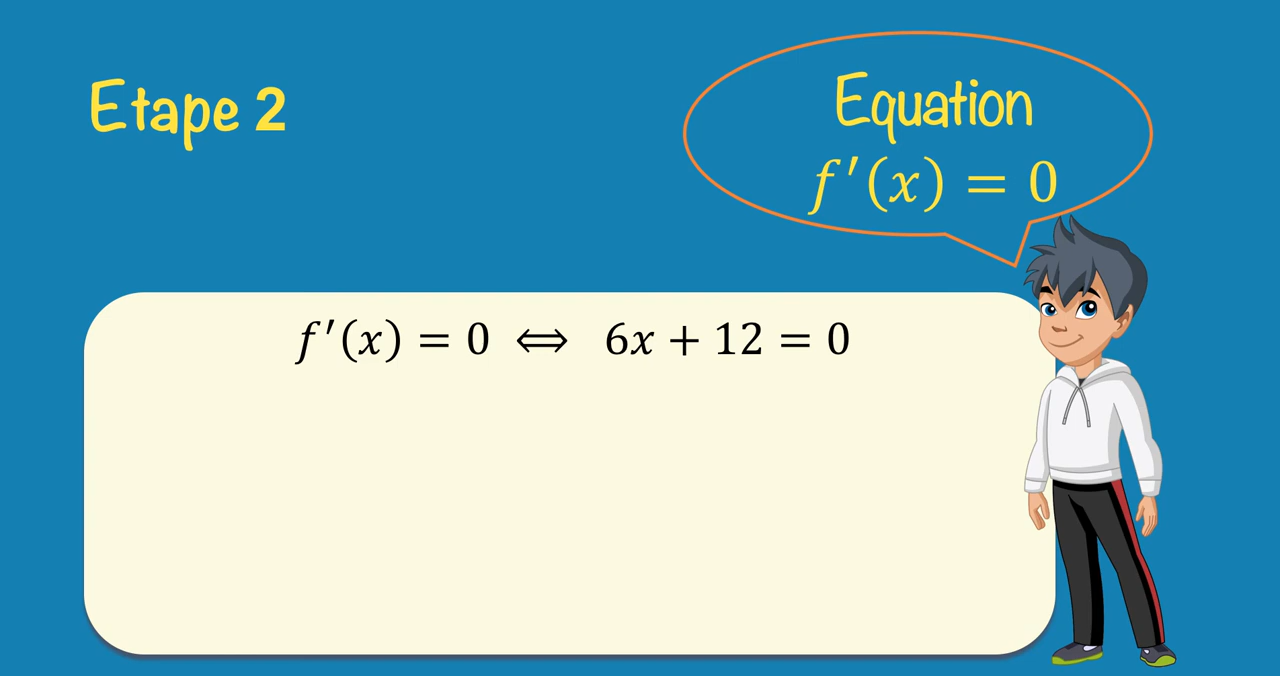 Etape 2
Equation
f′(x) = 0
f′(x) = 0 ⟺ 6x + 12 = 0